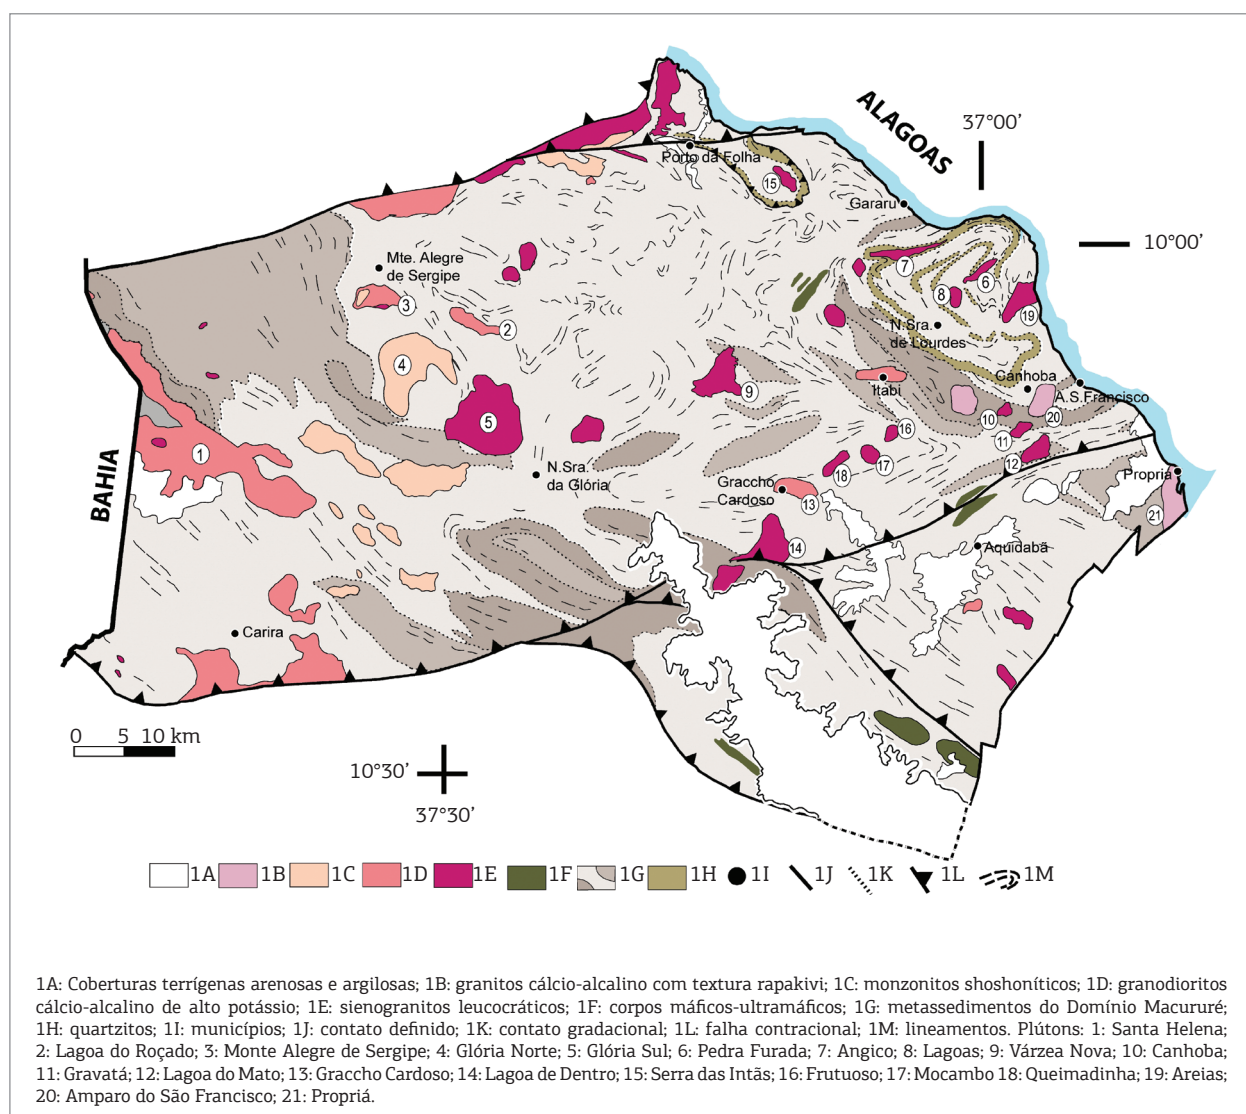 ALAGOAS
37°00'
Porto da Folha
15
Gararu
10°00'
7
6
Mte. Alegre
de Sergipe
8
19
3
2
N.Sra.
de Lourdes
4
Canhoba
Itabi
A.S.Francisco
9
5
10
20
16
11
1
12
17
18
N.Sra.
da Glória
Propriá
Graccho
Cardoso
13
21
BAHIA
14
Aquidabã
Carira
0 5 10 km
10°30'
37°30'
1A 1B 1C 1D 1E 1F 1G 1H 1I 1J 1K 1L 1M
1A: Coberturas terrígenas arenosas e argilosas; 1B: granitos cálcio-alcalino com textura rapakivi; 1C: monzonitos shoshoníticos; 1D: granodioritos
cálcio-alcalino de alto potássio; 1E: sienogranitos leucocráticos; 1F: corpos máficos-ultramáficos; 1G: metassedimentos do Domínio Macururé;
1H: quartzitos; 1I: municípios; 1J: contato definido; 1K: contato gradacional; 1L: falha contracional; 1M: lineamentos. Plútons: 1: Santa Helena;
2: Lagoa do Roçado; 3: Monte Alegre de Sergipe; 4: Glória Norte; 5: Glória Sul; 6: Pedra Furada; 7: Angico; 8: Lagoas; 9: Várzea Nova; 10: Canhoba;
11: Gravatá; 12: Lagoa do Mato; 13: Graccho Cardoso; 14: Lagoa de Dentro; 15: Serra das Intãs; 16: Frutuoso; 17: Mocambo 18: Queimadinha; 19: Areias;
20: Amparo do São Francisco; 21: Propriá.